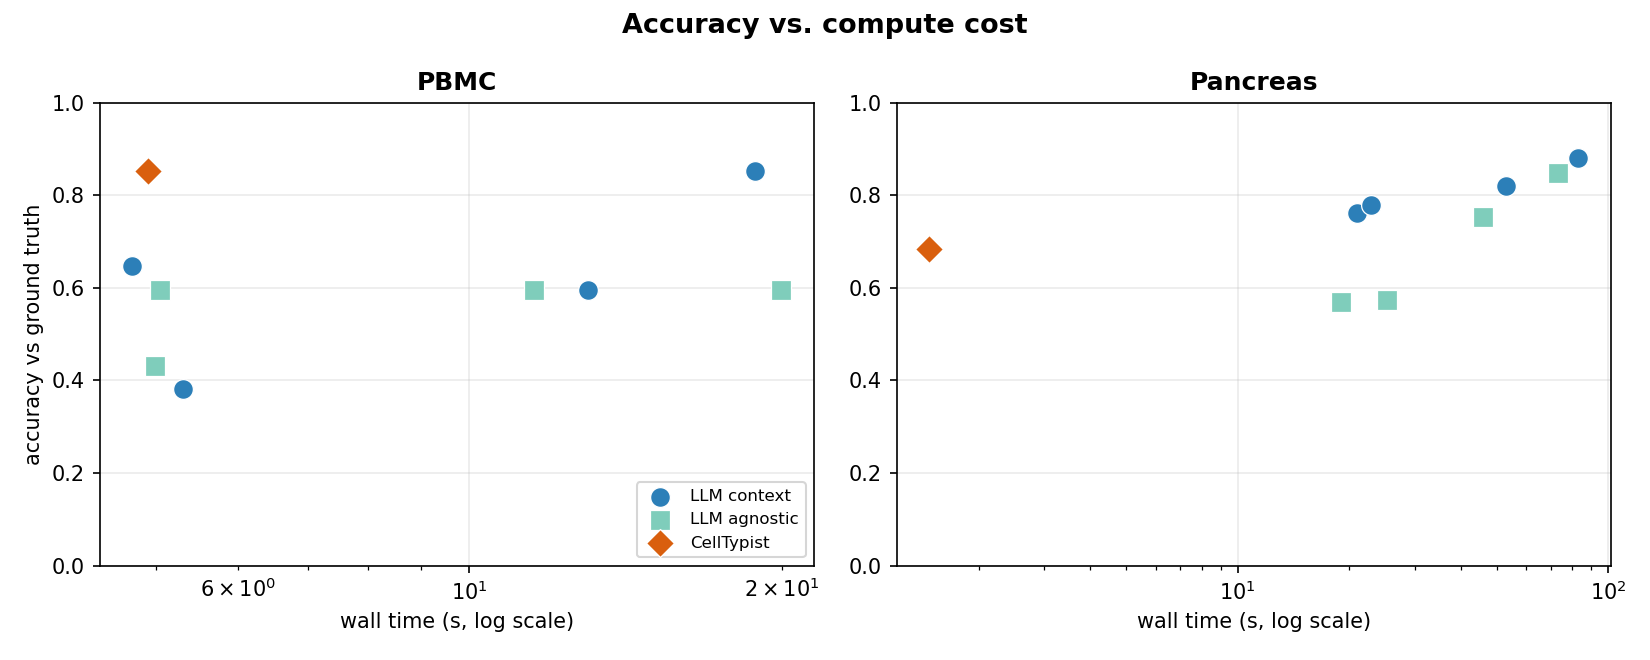 Accuracy vs. compute cost
PBMC
accuracy vs ground truth
1.0
0.8
0.6
0.4
0.2
0.0
6 × 10⁰
10¹
2 × 10¹
wall time (s, log scale)
LLM context
LLM agnostic
CellTypist
Pancreas
1.0
0.8
0.6
0.4
0.2
0.0
10¹
10²
wall time (s, log scale)